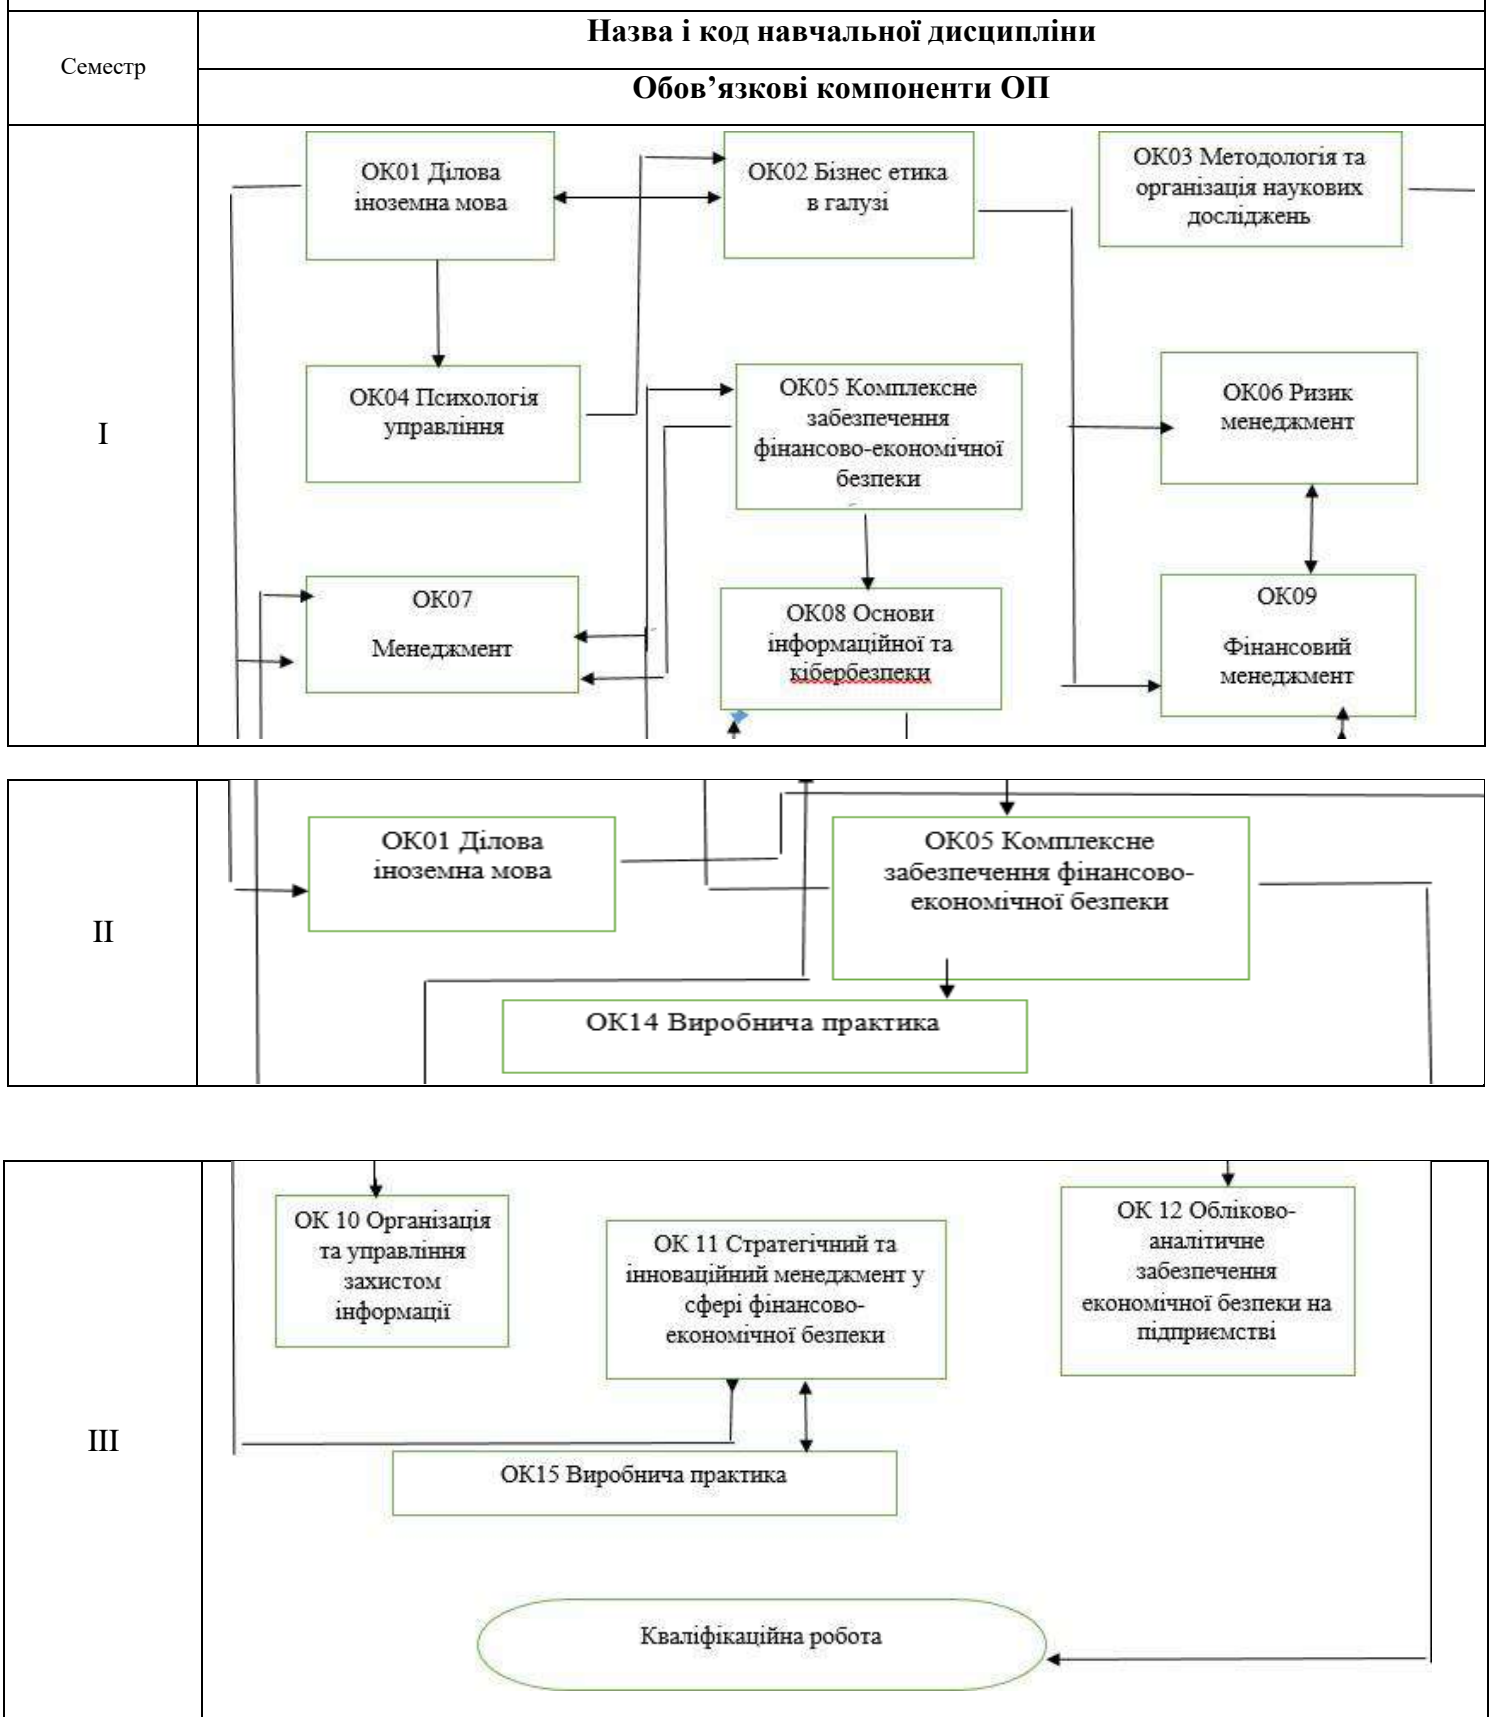 Назва і код навчальної дисципліни
Семестр
Обов’язкові компоненти ОП
I
ОК01 Ділова
іноземна мова
ОК02 Бізнес етика
в галузі
ОК03 Методологія та
організація наукових
досліджень
ОК04 Психологія
управління
ОК05 Комплексне
забезпечення
фінансово-економічної
безпеки
ОК06 Ризик
менеджмент
ОК07
Менеджмент
ОК08 Основи
інформаційної та
кібербезпеки
ОК09
Фінансовий
менеджмент
II
ОК01 Ділова
іноземна мова
ОК05 Комплексне
забезпечення фінансово-
економічної безпеки
ОК14 Виробнича практика
III
ОК 10 Організація
та управління
захистом
інформації
ОК 11 Стратегічний та
інноваційний менеджмент у
сфері фінансово-
економічної безпеки
ОК 12 Обліково-
аналітичне
забезпечення
економічної безпеки на
підприємстві
ОК15 Виробнича практика
Кваліфікаційна робота